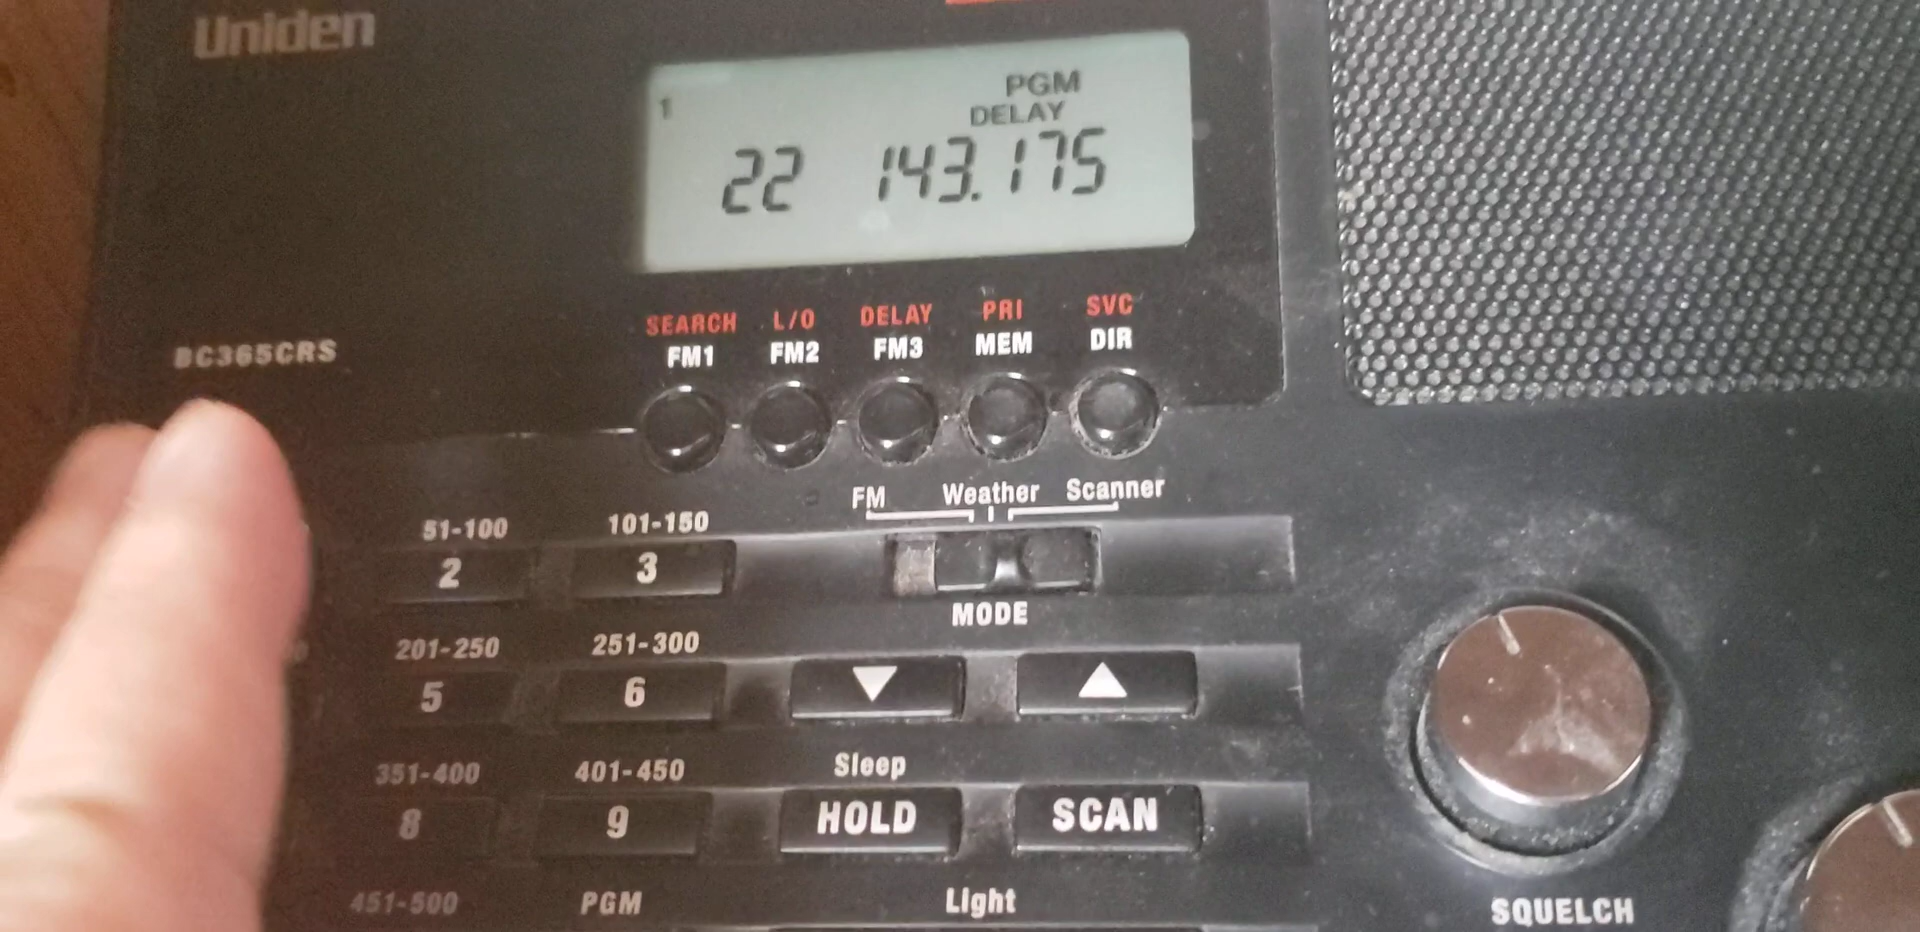 Uniden
PGM
1
DELAY
22 143.175
SEARCH L/O DELAY PRI SVC
FM1 FM2 FM3 MEM DIR
BC365CRS
FM Weather Scanner
51-100 101-150
2 3
MODE
201-250 251-300
5 6
Sleep
351-400 401-450
8 9 HOLD SCAN
451-500 PGM Light
SQUELCH